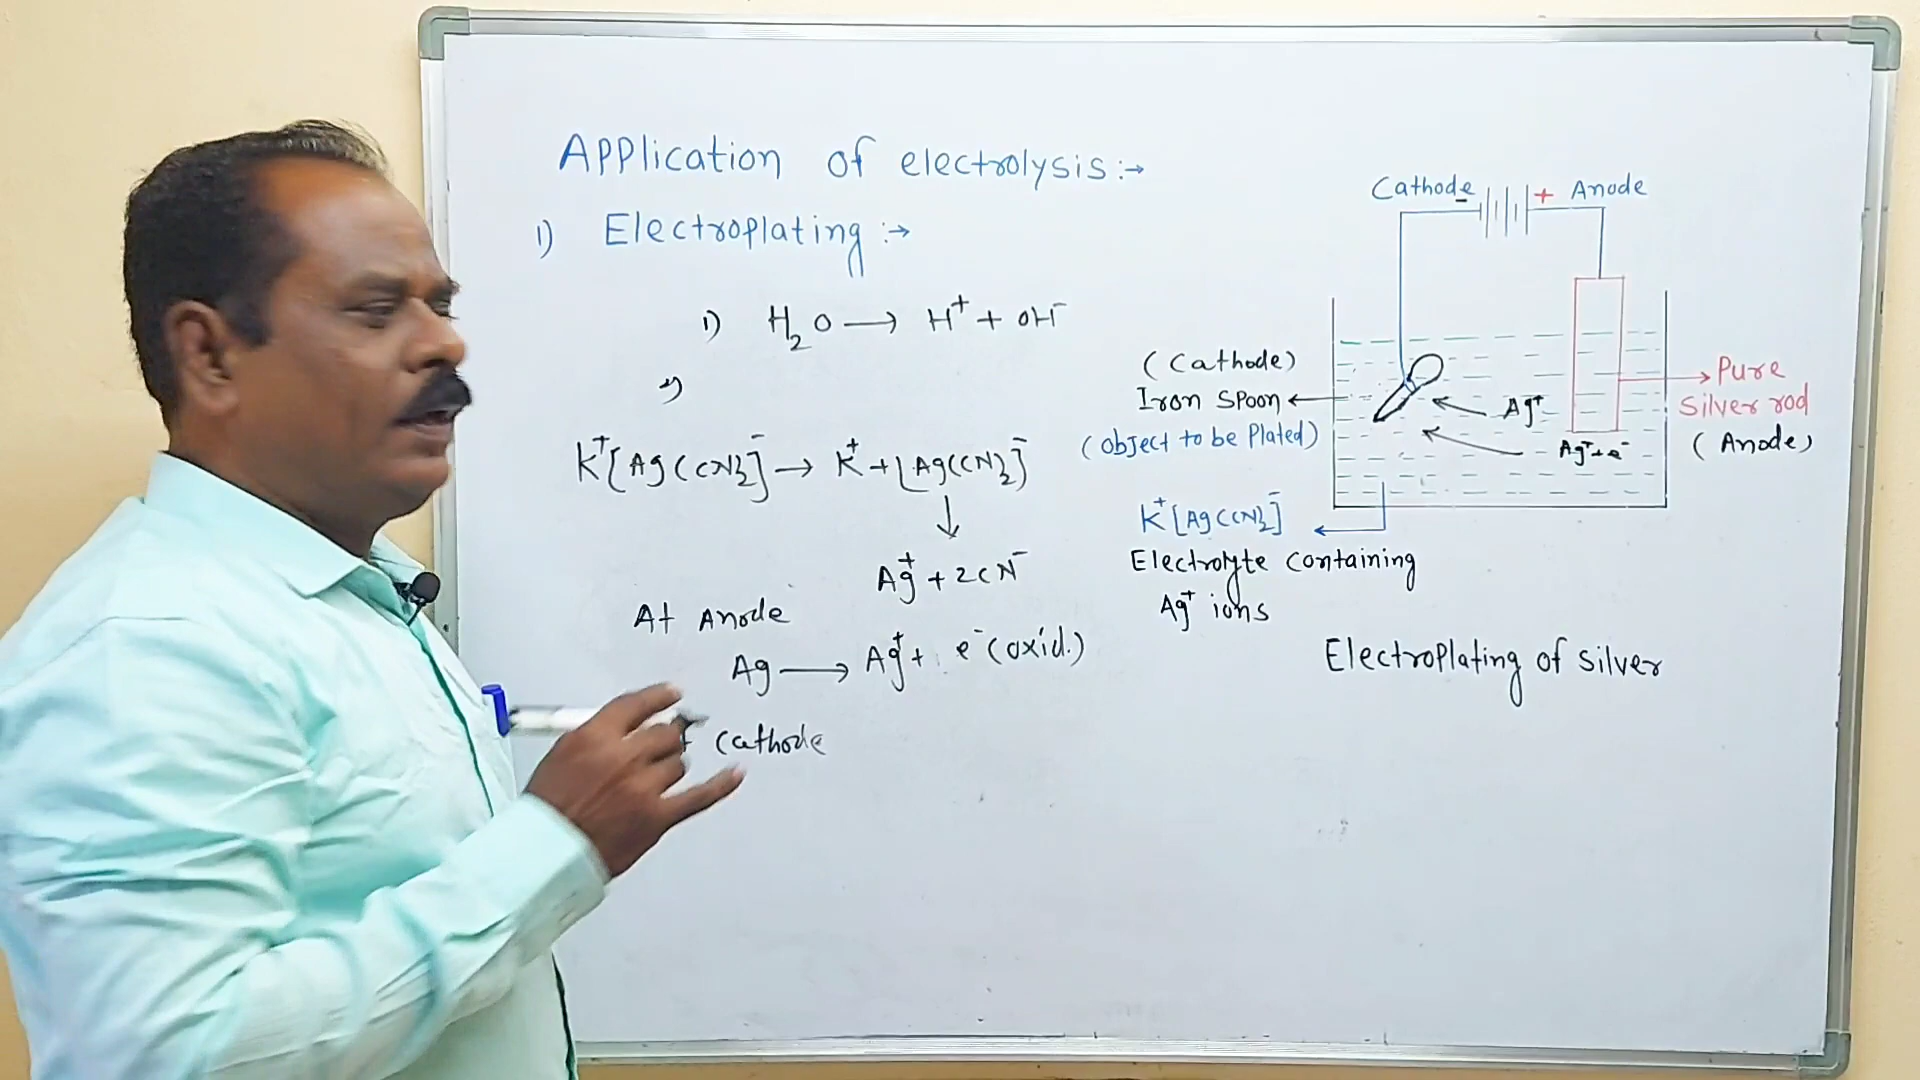 Application of electrolysis :→
1) Electroplating :→
1) H₂O ⟶ H⁺ + OH⁻
2)
K⁺[Ag(CN)₂]⁻ → K⁺ + [Ag(CN)₂]⁻
↓
Ag⁺ + 2CN⁻
At Anode
Ag ⟶ Ag⁺ + e⁻ (oxid.)
Cathode
Cathode - + Anode
(Cathode)
Iron Spoon ←
(Object to be Plated)
Ag⁺
Ag⁺ + e⁻
→ Pure
Silver rod
(Anode)
K⁺[Ag(CN)₂]⁻ ←
Electrolyte containing
Ag⁺ ions
Electroplating of silver